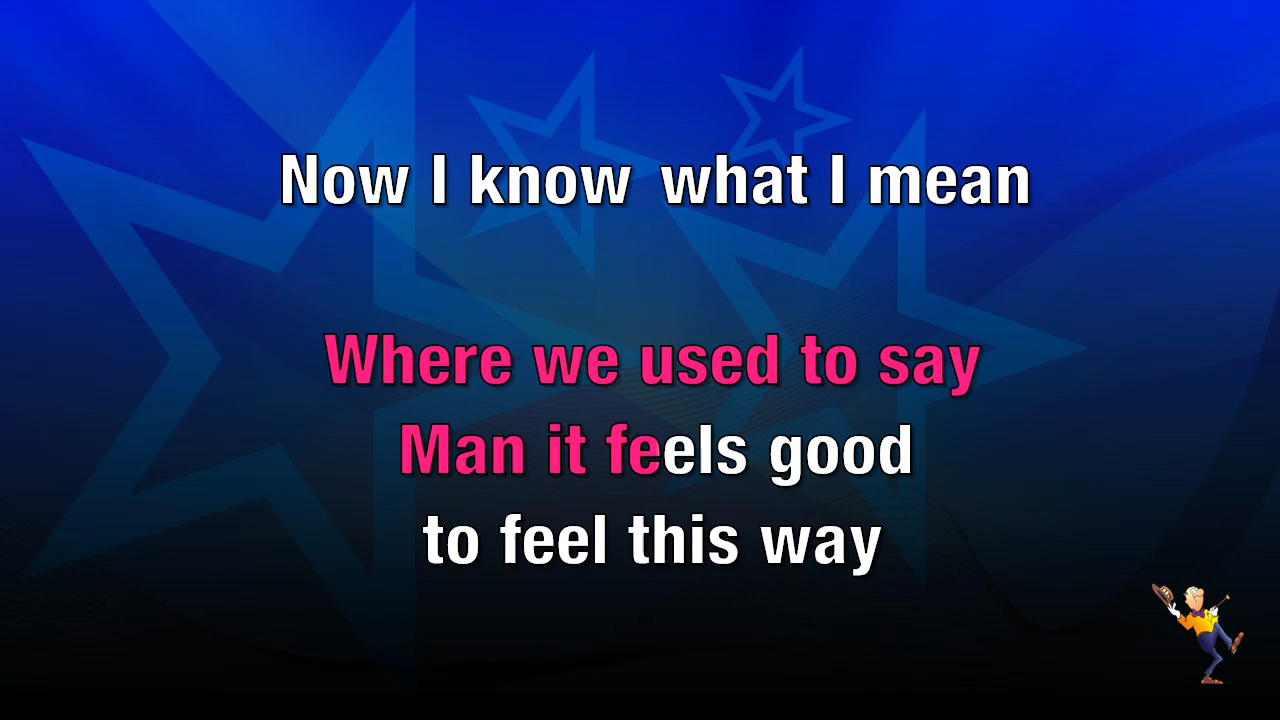 Now I know what I mean
Where we used to say
Man it feels good
to feel this way